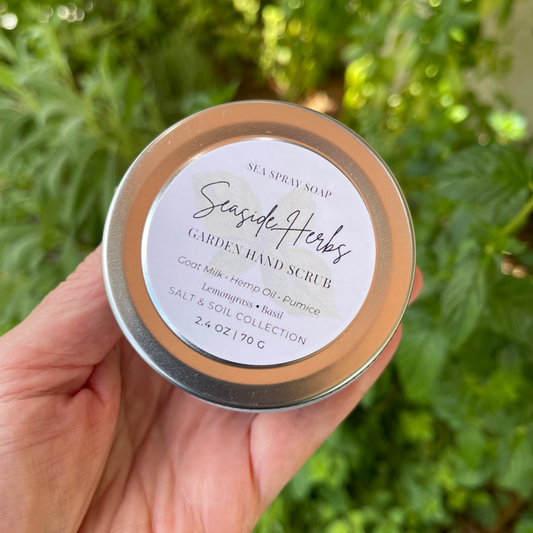 SEA SPRAY SOAP
Seaside Herbs
GARDEN HAND SCRUB
Goat Milk • Hemp Oil • Pumice
Lemongrass • Basil
SALT & SOIL COLLECTION
2.4 OZ | 70 G